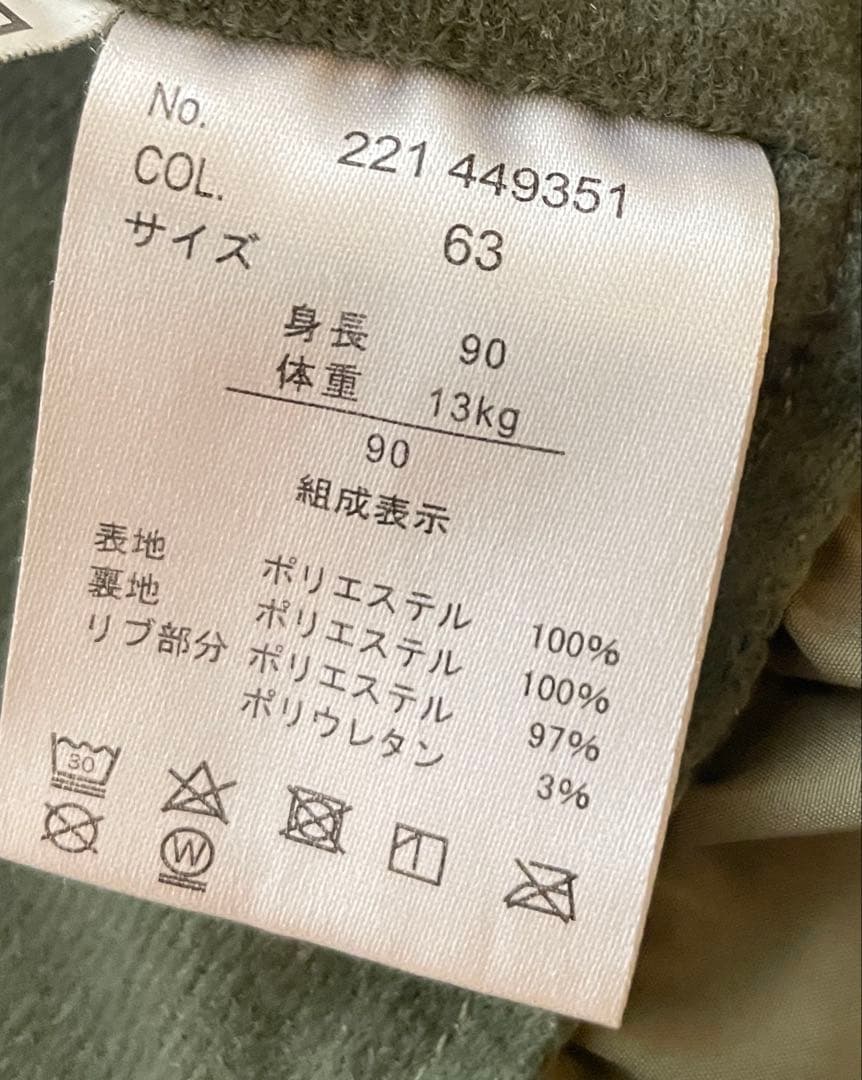 No. 221 449351
COL. 63
サイズ
身長 90
体重 13kg
90
組成表示
表地 ポリエステル 100%
裏地 ポリエステル 100%
リブ部分 ポリエステル 97%
ポリウレタン 3%
30
W